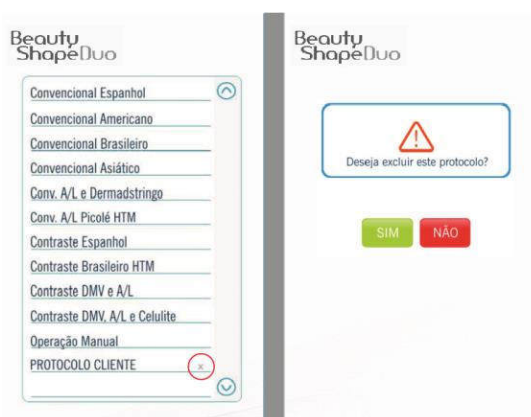 Beauty
ShapeDuo
Convencional Espanhol
Convencional Americano
Convencional Brasileiro
Convencional Asiático
Conv. A/L e Dermadstringo
Conv. A/L Picolé HTM
Contraste Espanhol
Contraste Brasileiro HTM
Contraste DMV e A/L
Contraste DMV, A/L e Celulite
Operação Manual
PROTOCOLO CLIENTE x
Beauty
ShapeDuo
Deseja excluir este protocolo?
SIM NÃO